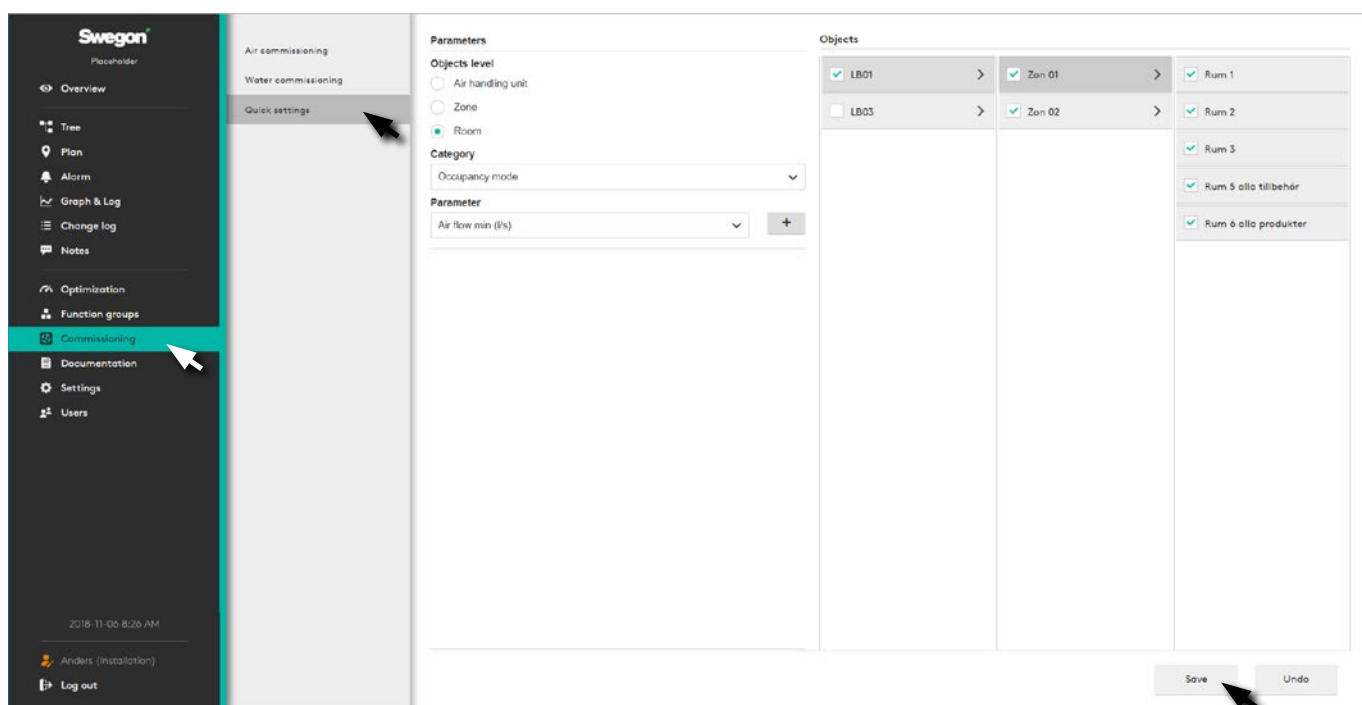 Swegon
Placeholder
Overview
Tree
Plan
Alarm
Graph & Log
Change log
Notes
Optimization
Function groups
Commissioning
Documentation
Settings
Users
2018-11-06 8:26 AM
Anders (Installation)
Log out
Air commissioning
Water commissioning
Quick settings
Parameters
Objects level
Air handling unit
Zone
Room
Category
Occupancy mode
Parameter
Air flow min (l/s)
+
Objects
LB01
LB03
Zon 01
Zon 02
Rum 1
Rum 2
Rum 3
Rum 5 alla tillbehör
Rum 6 alla produkter
Save
Undo